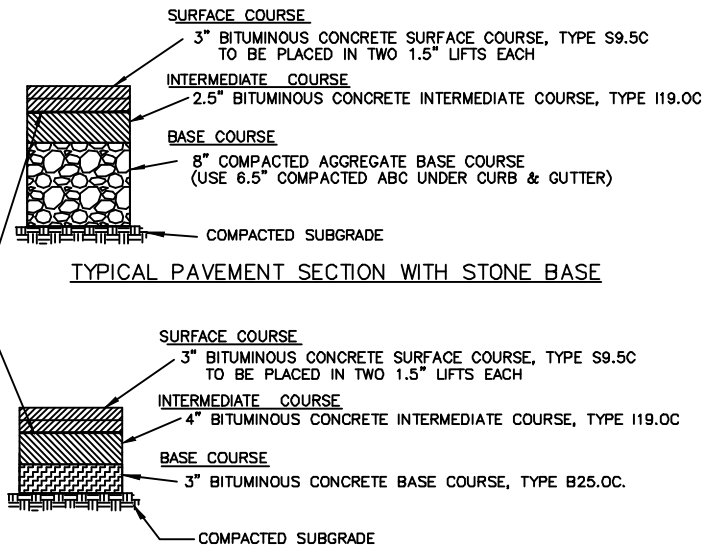 SURFACE COURSE
3" BITUMINOUS CONCRETE SURFACE COURSE, TYPE S9.5C
TO BE PLACED IN TWO 1.5" LIFTS EACH
INTERMEDIATE COURSE
2.5" BITUMINOUS CONCRETE INTERMEDIATE COURSE, TYPE I19.0C
BASE COURSE
8" COMPACTED AGGREGATE BASE COURSE
(USE 6.5" COMPACTED ABC UNDER CURB & GUTTER)
COMPACTED SUBGRADE
TYPICAL PAVEMENT SECTION WITH STONE BASE
SURFACE COURSE
3" BITUMINOUS CONCRETE SURFACE COURSE, TYPE S9.5C
TO BE PLACED IN TWO 1.5" LIFTS EACH
INTERMEDIATE COURSE
4" BITUMINOUS CONCRETE INTERMEDIATE COURSE, TYPE I19.0C
BASE COURSE
3" BITUMINOUS CONCRETE BASE COURSE, TYPE B25.0C.
COMPACTED SUBGRADE